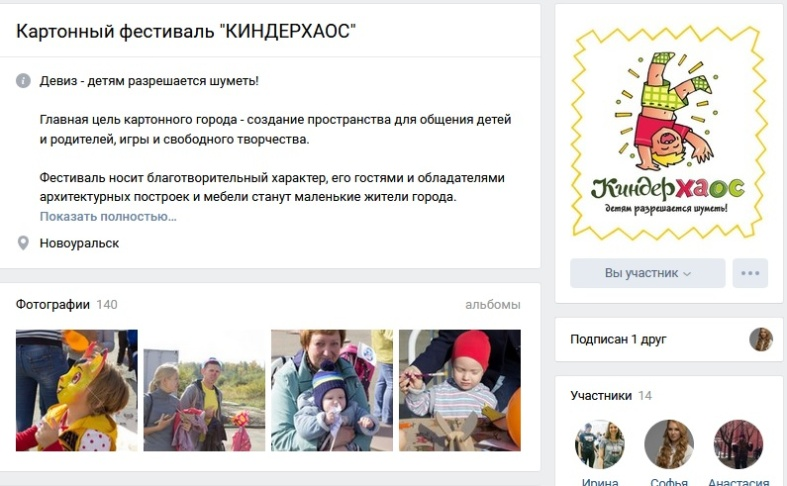 Картонный фестиваль "КИНДЕРХАОС"
Девиз - детям разрешается шуметь!
Главная цель картонного города - создание пространства для общения детей
и родителей, игры и свободного творчества.
Фестиваль носит благотворительный характер, его гостями и обладателями
архитектурных построек и мебели станут маленькие жители города.
Показать полностью…
Новоуральск
Фотографии 140
альбомы
Киндерхаос
детям разрешается шуметь!
Вы участник
Подписан 1 друг
Участники 14
Ирина Софья Анастасия